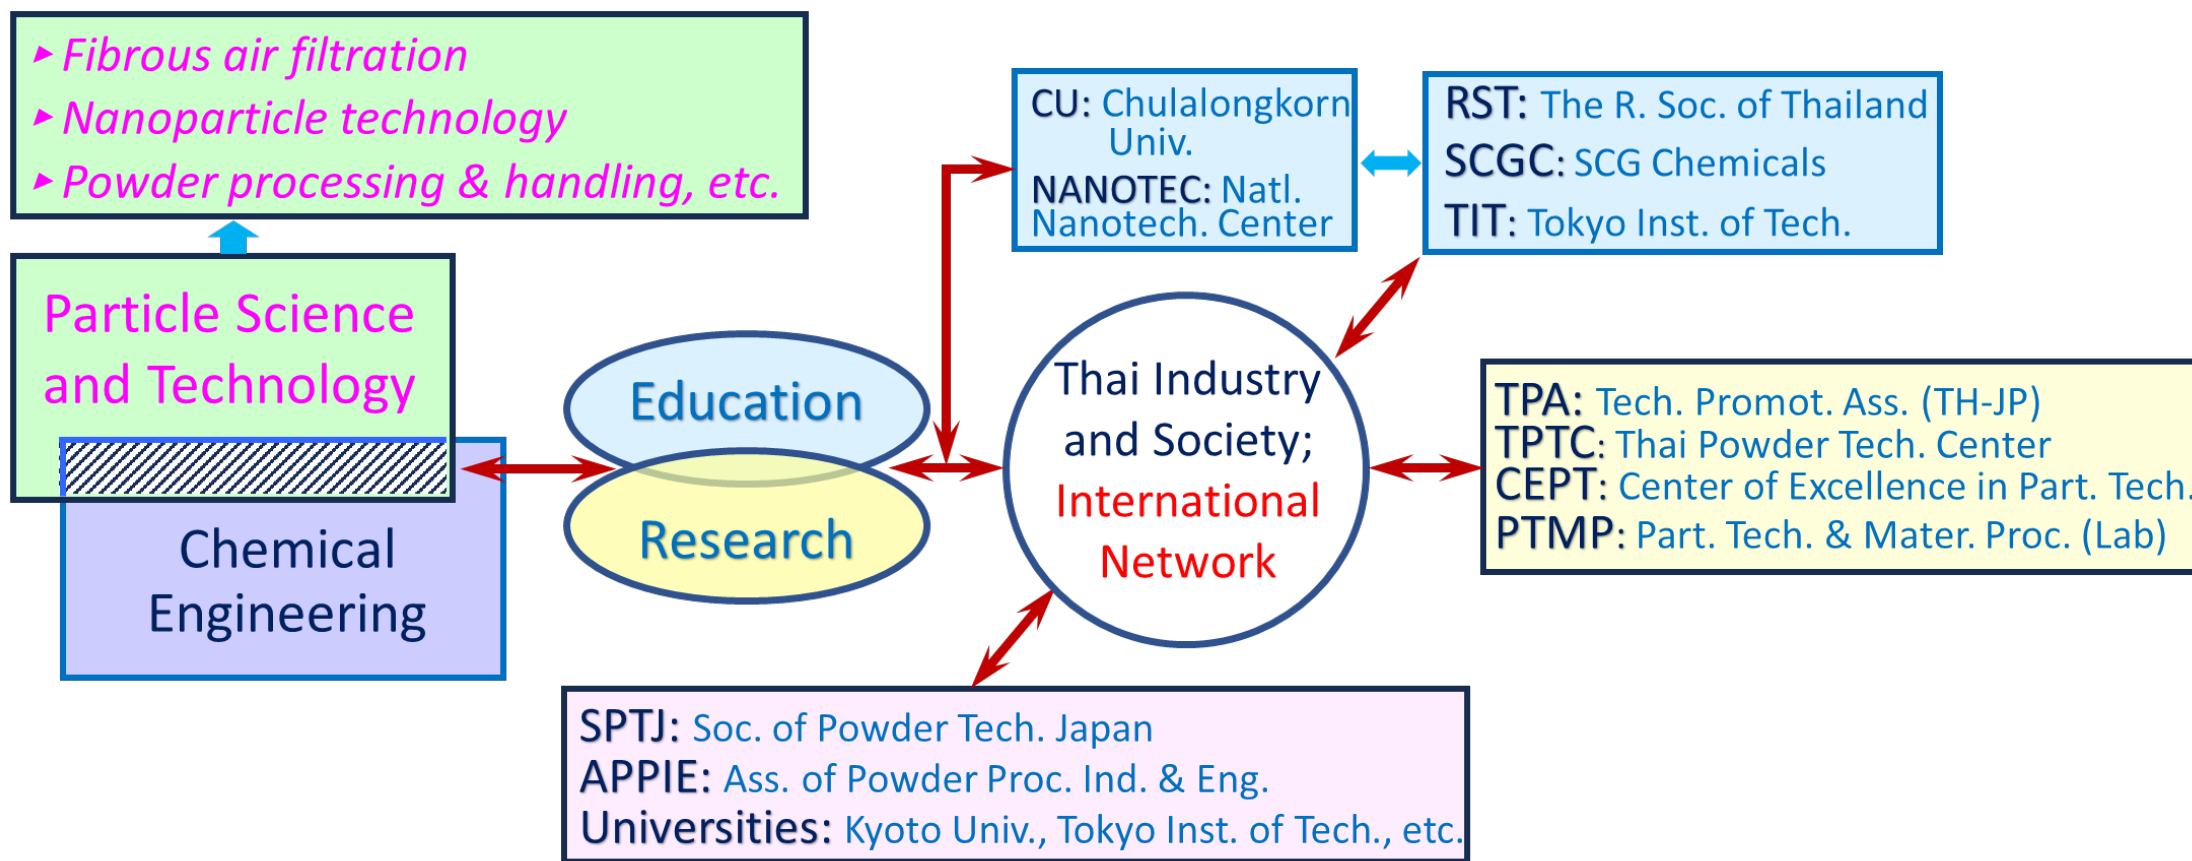 ▸ Fibrous air filtration
▸ Nanoparticle technology
▸ Powder processing & handling, etc.
Particle Science
and Technology
Chemical
Engineering
Education
Research
CU: Chulalongkorn
Univ.
NANOTEC: Natl.
Nanotech. Center
RST: The R. Soc. of Thailand
SCGC: SCG Chemicals
TIT: Tokyo Inst. of Tech.
Thai Industry
and Society;
International
Network
TPA: Tech. Promot. Ass. (TH-JP)
TPTC: Thai Powder Tech. Center
CEPT: Center of Excellence in Part. Tech.
PTMP: Part. Tech. & Mater. Proc. (Lab)
SPTJ: Soc. of Powder Tech. Japan
APPIE: Ass. of Powder Proc. Ind. & Eng.
Universities: Kyoto Univ., Tokyo Inst. of Tech., etc.